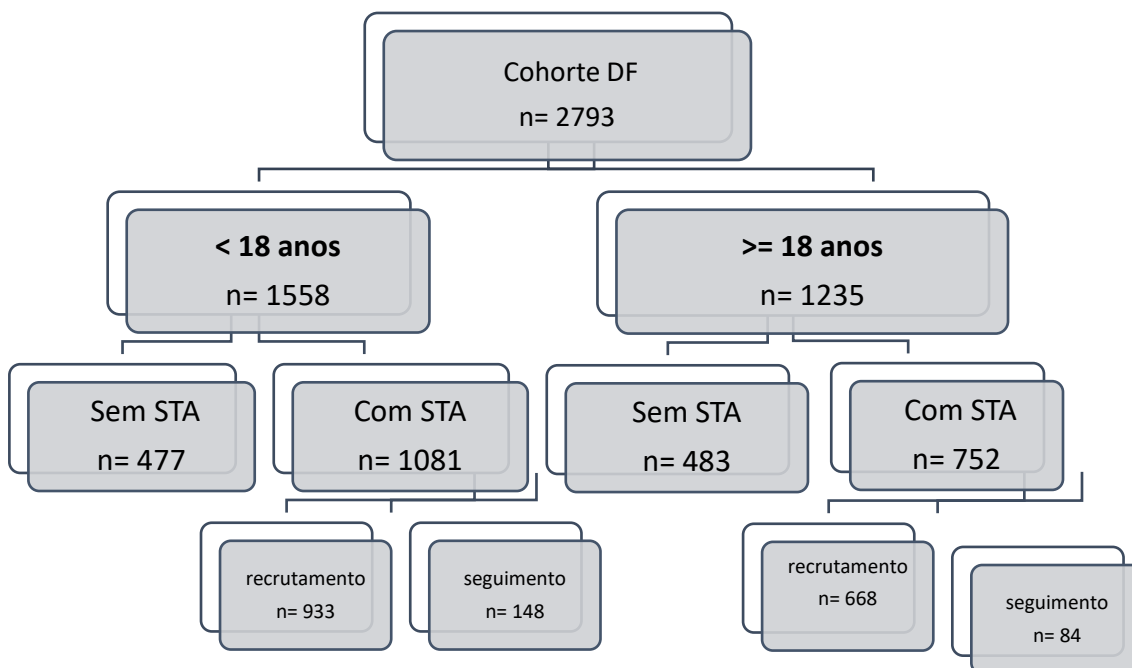 Cohorte DF
n= 2793
< 18 anos
n= 1558
>= 18 anos
n= 1235
Sem STA
n= 477
Com STA
n= 1081
Sem STA
n= 483
Com STA
n= 752
recrutamento
n= 933
seguimento
n= 148
recrutamento
n= 668
seguimento
n= 84